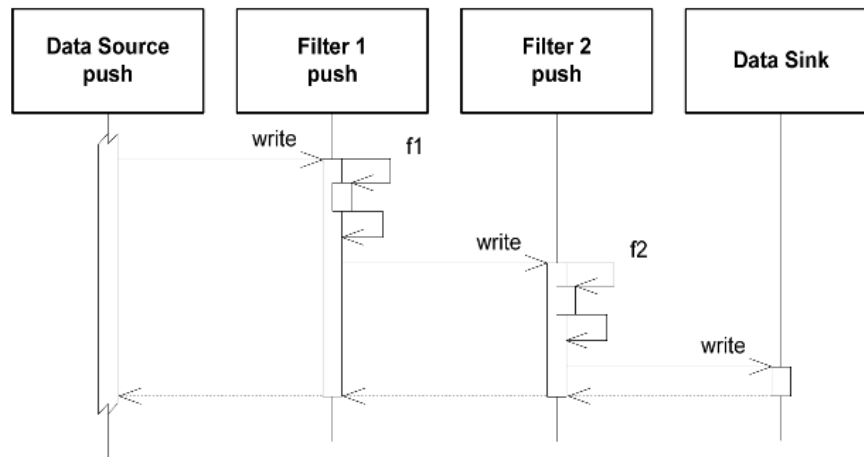 Data Source
push
Filter 1
push
Filter 2
push
Data Sink
write
f1
write
f2
write